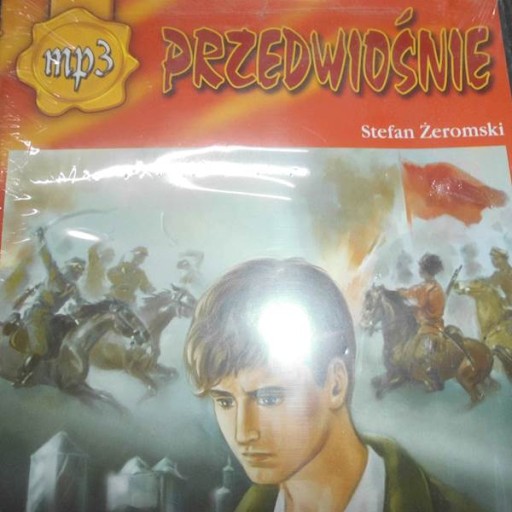 mp3
PRZEDWIOŚNIE
Stefan Żeromski